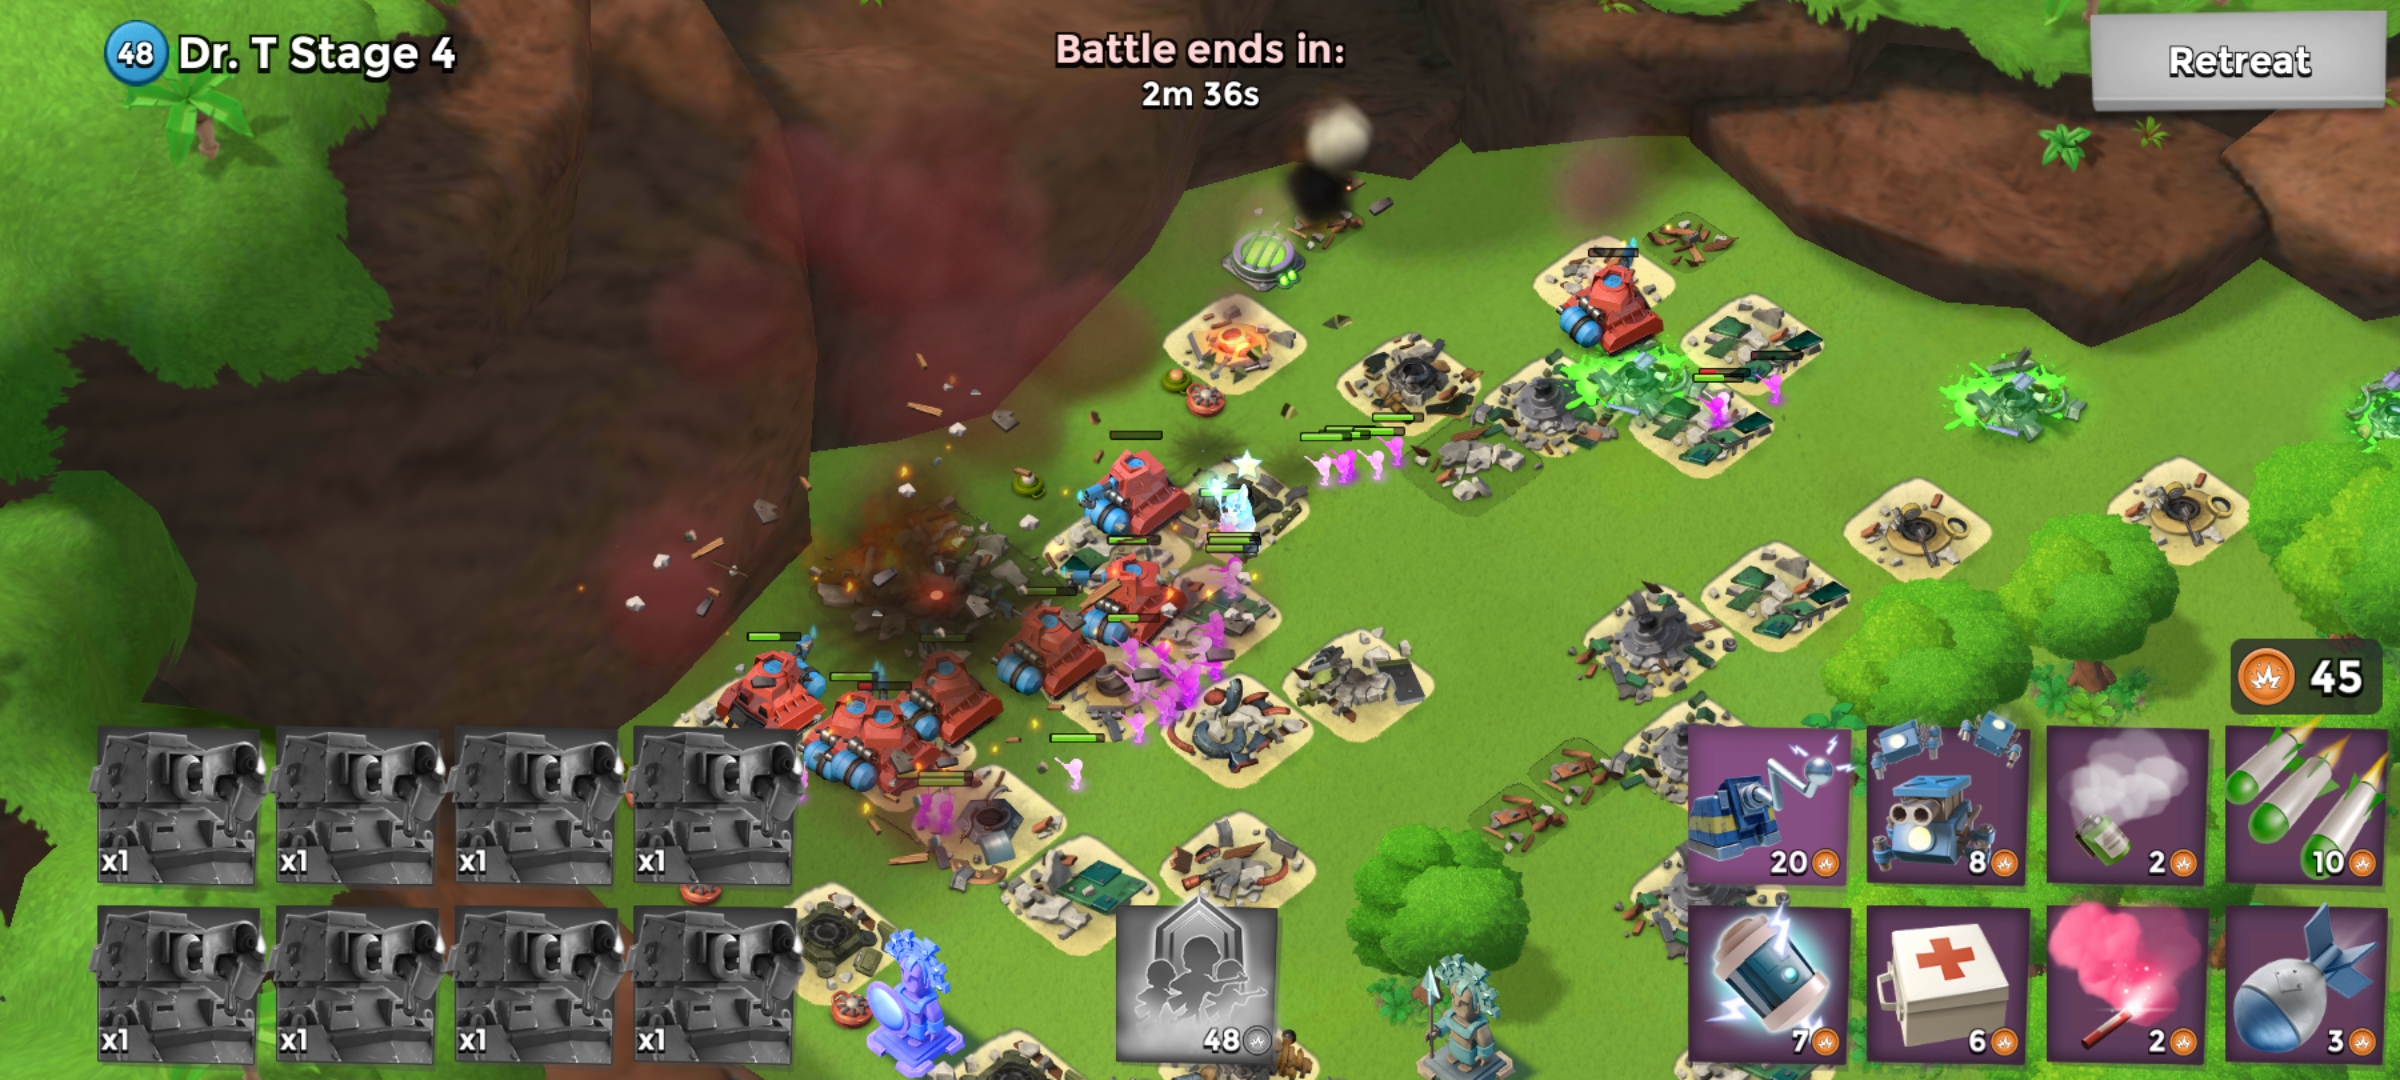 48 Dr. T Stage 4
Battle ends in:
2m 36s
Retreat
45
x1 x1 x1 x1
20 8 2 10
x1 x1 x1 x1
48
7 6 2 3